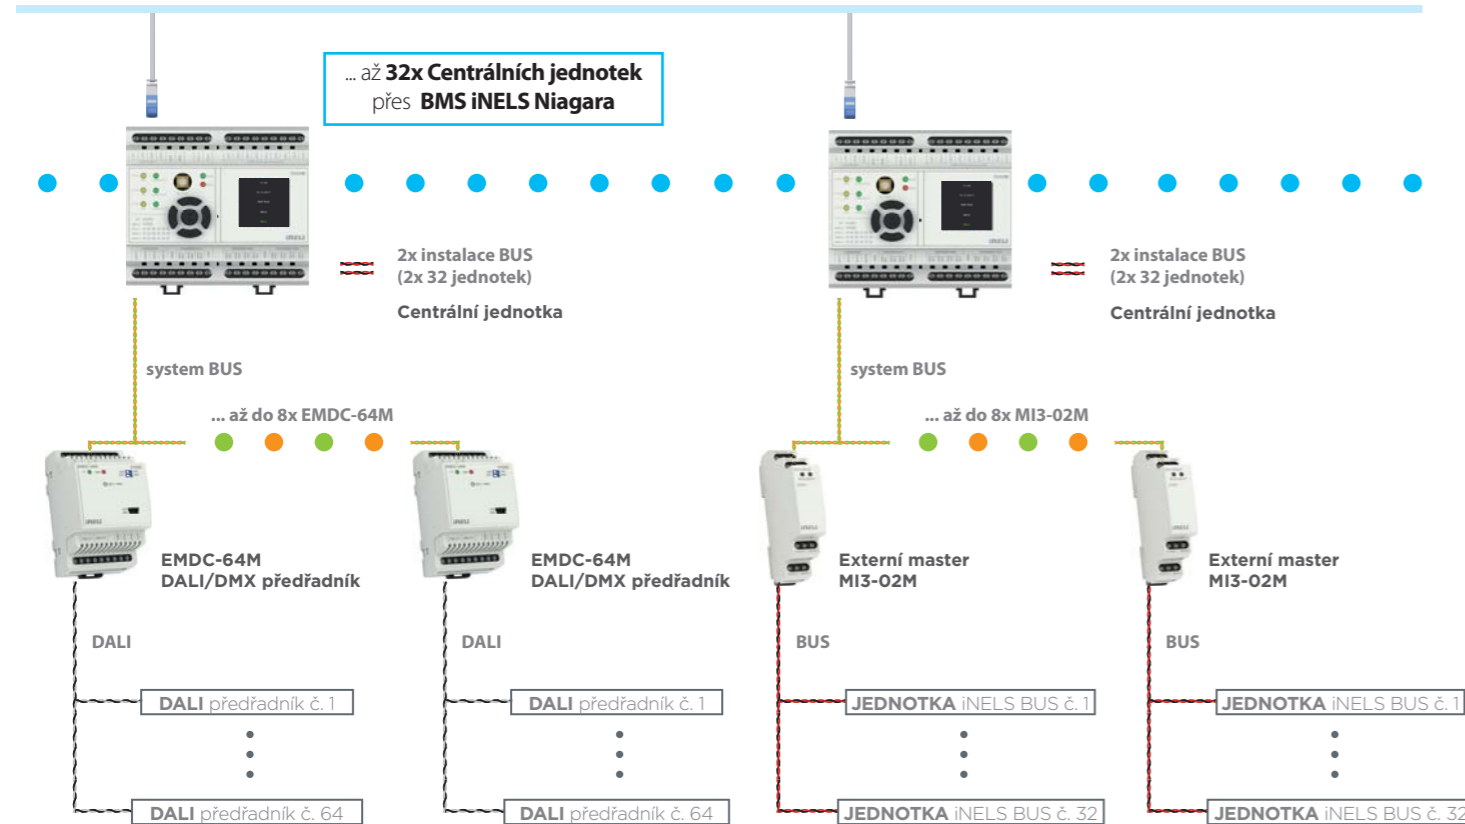 ... až 32x Centrálních jednotek
přes BMS iNELS Niagara
2x instalace BUS
(2x 32 jednotek)
Centrální jednotka
2x instalace BUS
(2x 32 jednotek)
Centrální jednotka
system BUS
system BUS
... až do 8x EMDC-64M
... až do 8x MI3-02M
EMDC-64M
DALI/DMX předřadník
EMDC-64M
DALI/DMX předřadník
Externí master
MI3-02M
Externí master
MI3-02M
DALI
DALI
BUS
BUS
DALI předřadník č. 1
DALI předřadník č. 1
JEDNOTKA iNELS BUS č. 1
JEDNOTKA iNELS BUS č. 1
DALI předřadník č. 64
DALI předřadník č. 64
JEDNOTKA iNELS BUS č. 32
JEDNOTKA iNELS BUS č. 32